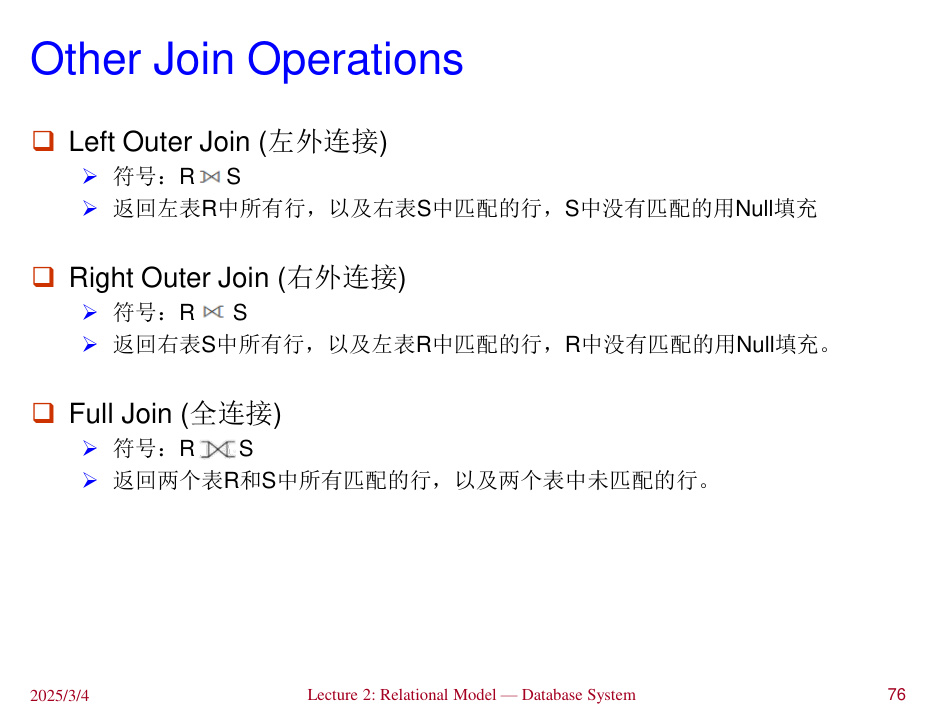 Other Join Operations
Left Outer Join (左外连接)
符号：R ⟕ S
返回左表R中所有行，以及右表S中匹配的行，S中没有匹配的用Null填充
Right Outer Join (右外连接)
符号：R ⟖ S
返回右表S中所有行，以及左表R中匹配的行，R中没有匹配的用Null填充。
Full Join (全连接)
符号：R ⟗ S
返回两个表R和S中所有匹配的行，以及两个表中未匹配的行。
2025/3/4
Lecture 2: Relational Model — Database System
76